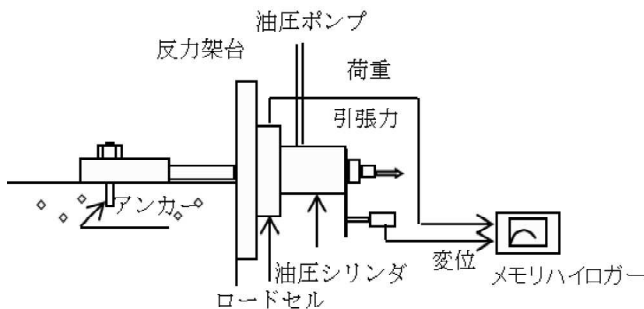 油圧ポンプ
反力架台
荷重
引張力
アンカー
油圧シリンダ
変位
メモリハイロガー
ロードセル